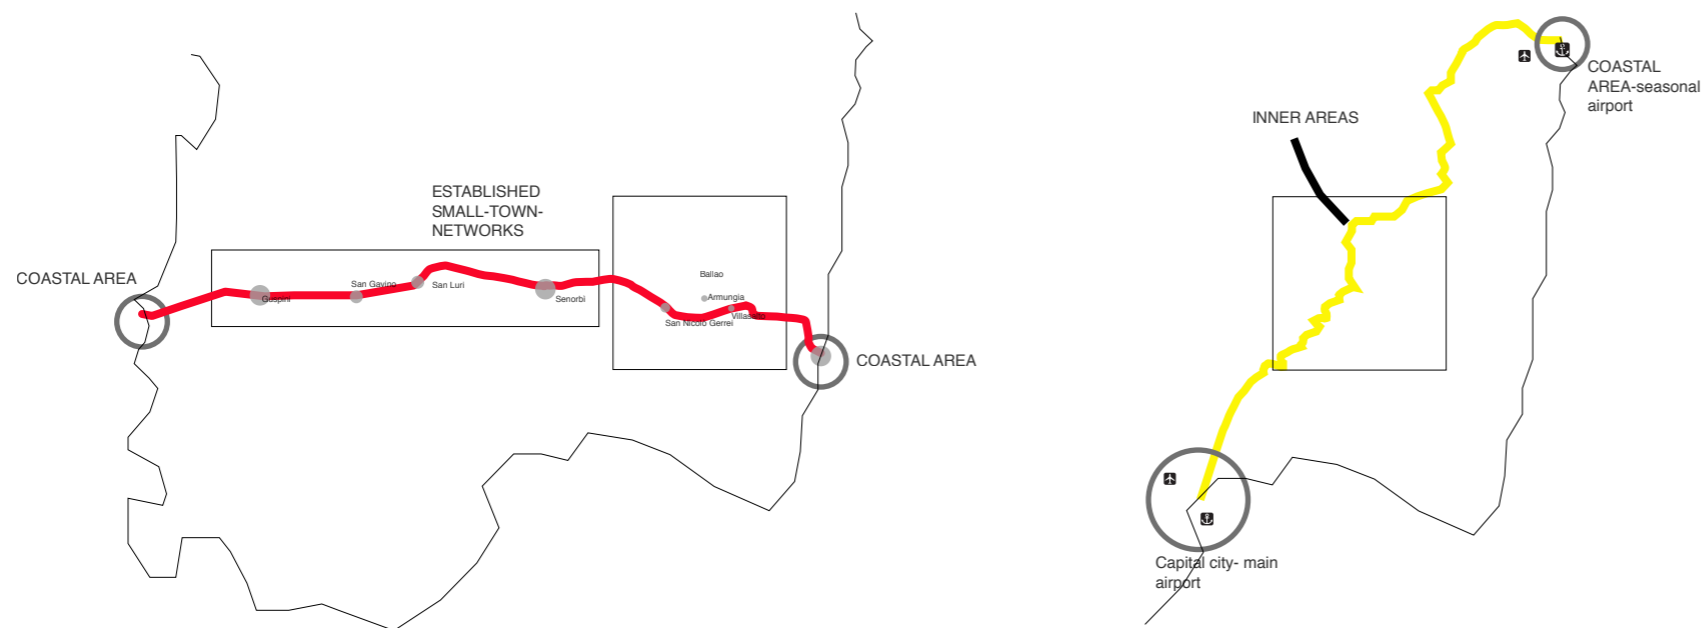 ESTABLISHED
SMALL-TOWN-
NETWORKS
COASTAL AREA
Guspini
San Gavino
San Luri
Senorbì
Ballao
Armungia
San Nicolò Gerrei
Villasalto
COASTAL AREA
COASTAL
AREA-seasonal
airport
INNER AREAS
Capital city- main
airport